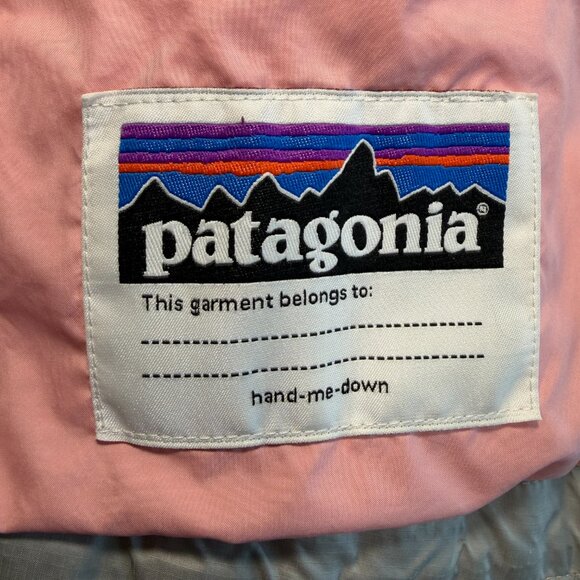 patagonia®
This garment belongs to:
hand-me-down